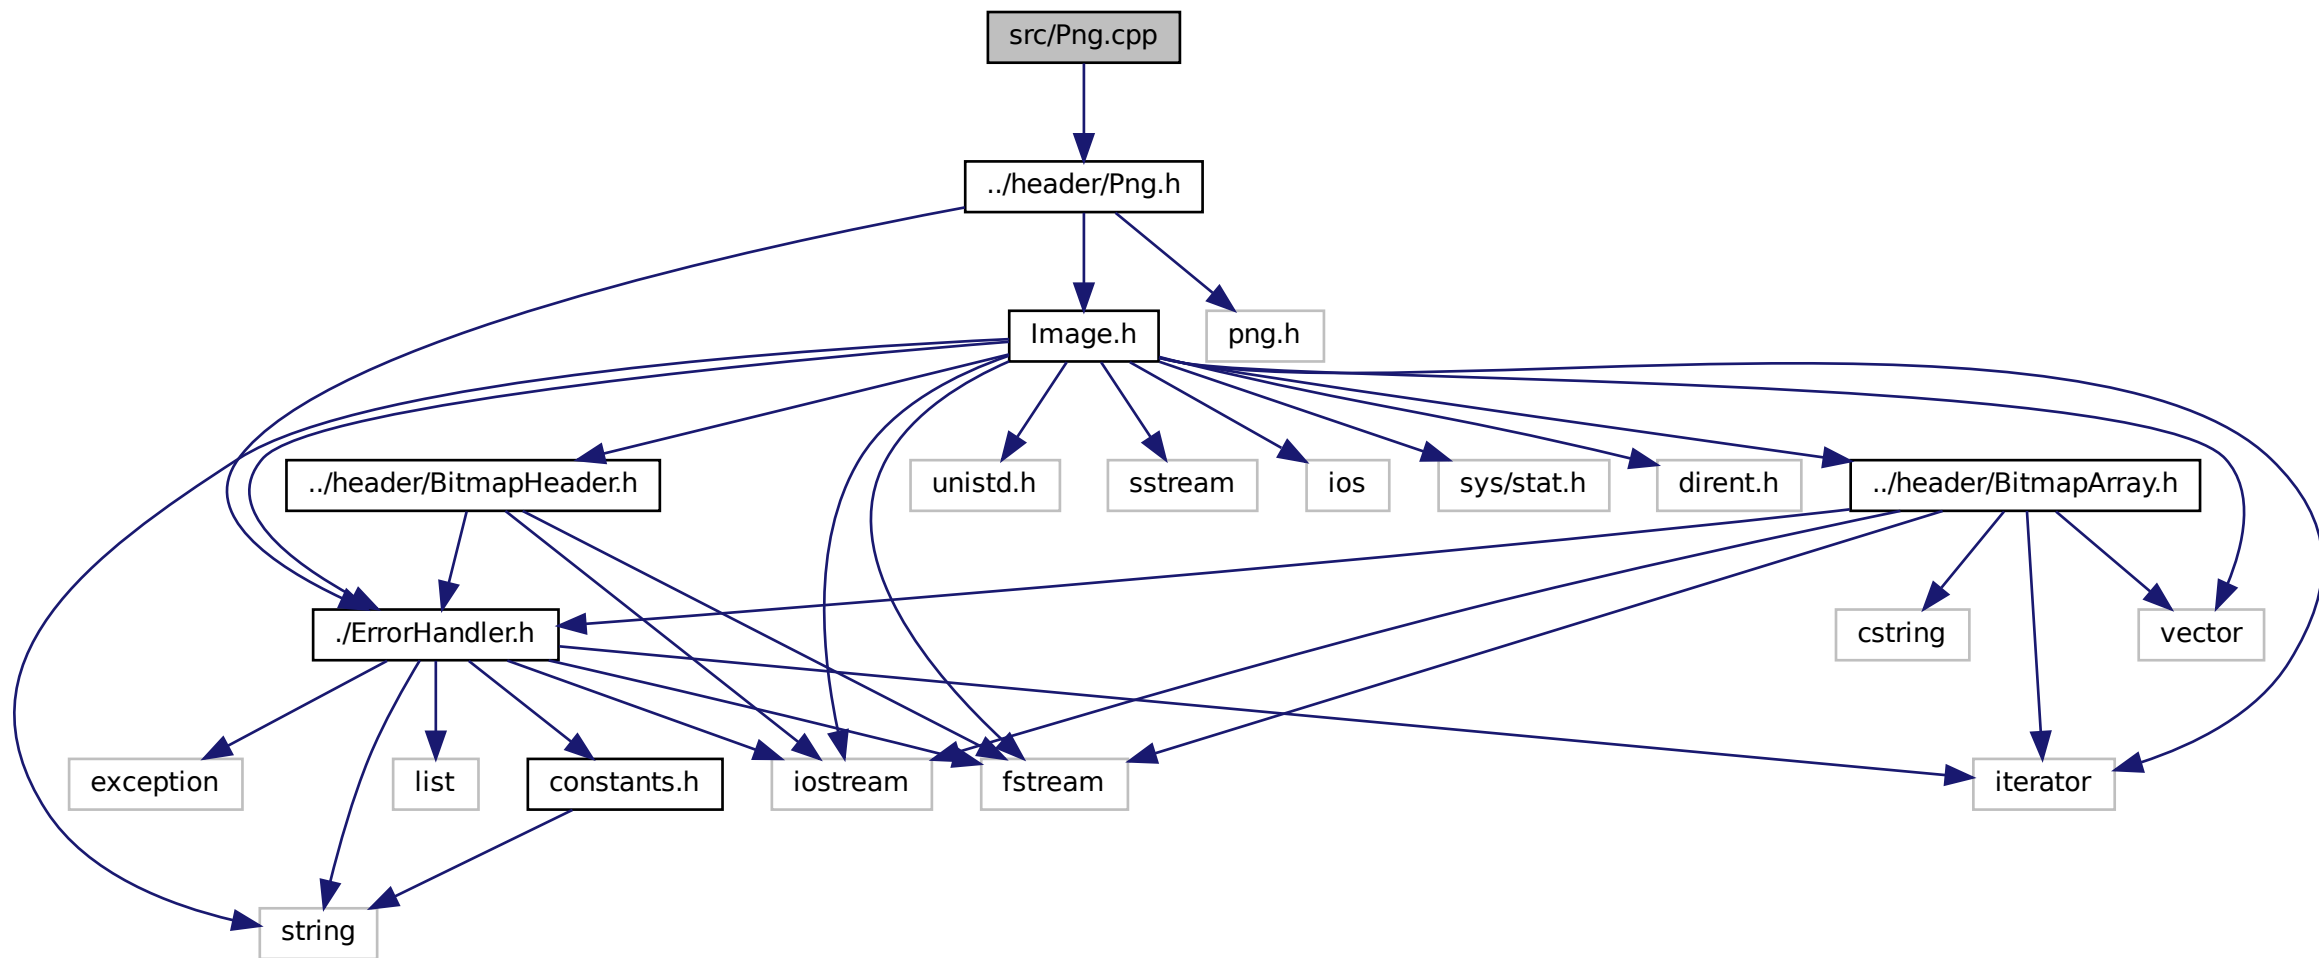 src/Png.cpp
../header/Png.h
Image.h
png.h
../header/BitmapHeader.h
unistd.h
sstream
ios
sys/stat.h
dirent.h
../header/BitmapArray.h
./ErrorHandler.h
cstring
vector
exception
list
constants.h
iostream
fstream
iterator
string